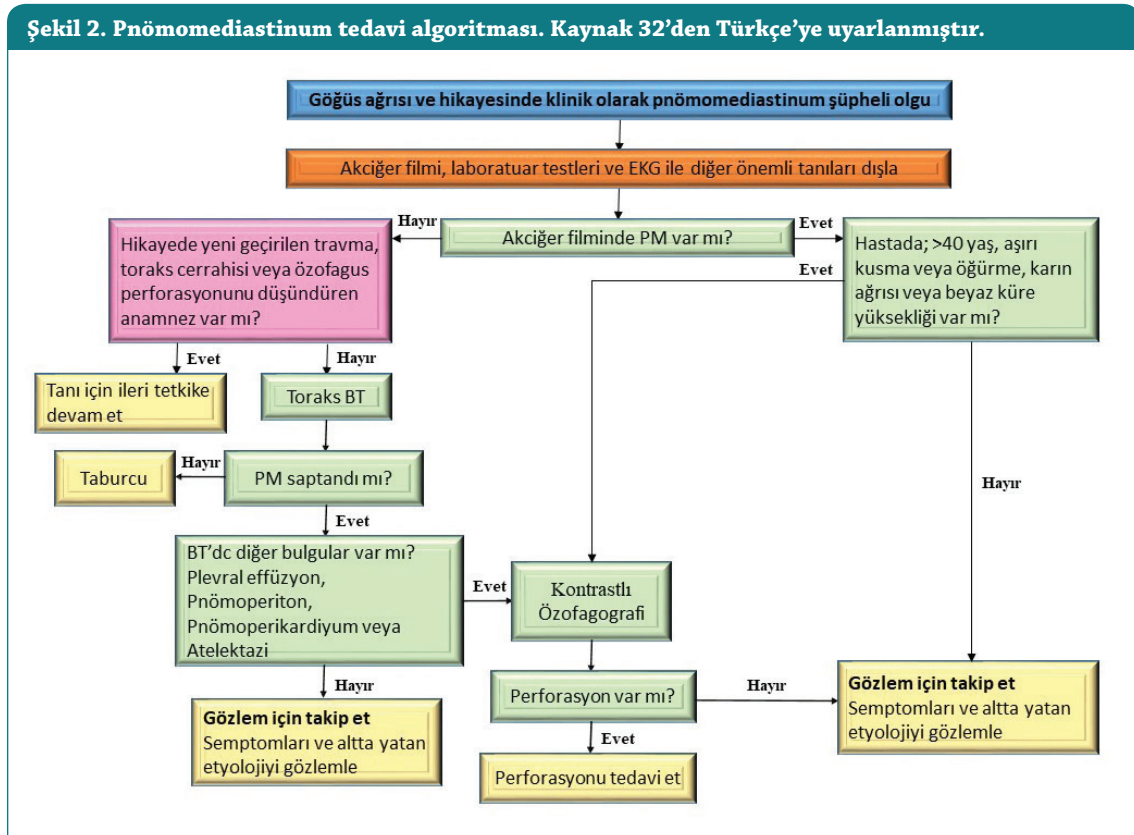 Şekil 2. Pnömomediastinum tedavi algoritması. Kaynak 32'den Türkçe'ye uyarlanmıştır.
Göğüs ağrısı ve hikayesinde klinik olarak pnömomediastinum şüpheli olgu
Akciğer filmi, laboratuar testleri ve EKG ile diğer önemli tanıları dışla
Hayır
Akciğer filminde PM var mı?
Evet
Hikayede yeni geçirilen travma,
toraks cerrahisi veya özofagus
perforasyonunu düşündüren
anamnez var mı?
Hastada; >40 yaş, aşırı
kusma veya öğürme, karın
ağrısı veya beyaz küre
yüksekliği var mı?
Evet
Evet
Hayır
Tanı için ileri tetkike
devam et
Toraks BT
Taburcu
Hayır
PM saptandı mı?
Hayır
Evet
BT'dc diğer bulgular var mı?
Plevral effüzyon,
Pnömoperiton,
Pnömoperikardiyum veya
Atelektazi
Evet
Kontrastlı
Özofagografi
Hayır
Perforasyon var mı?
Hayır
Gözlem için takip et
Semptomları ve altta yatan
etyolojiyi gözlemle
Gözlem için takip et
Semptomları ve altta yatan
etyolojiyi gözlemle
Evet
Perforasyonu tedavi et